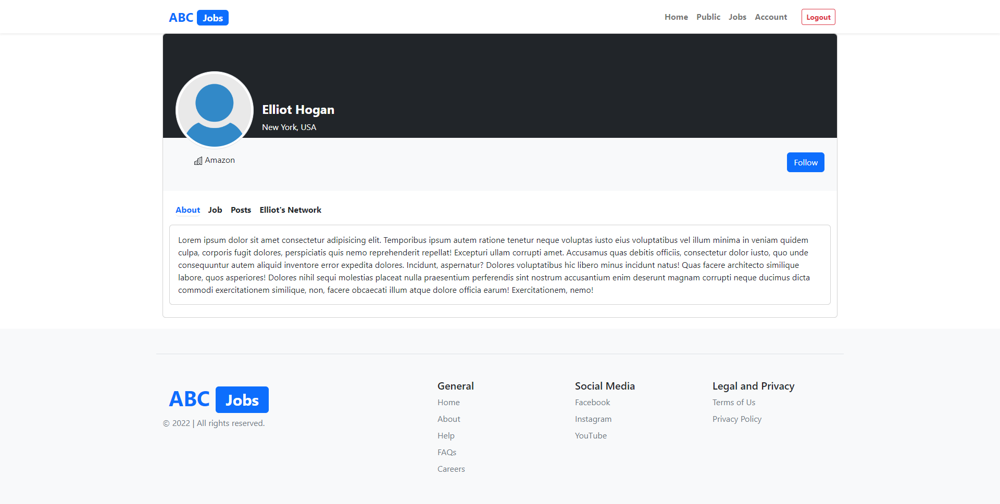 ABC Jobs
Home Public Jobs Account Logout
Elliot Hogan
New York, USA
Amazon
Follow
About Job Posts Elliot's Network
Lorem ipsum dolor sit amet consectetur adipisicing elit. Temporibus ipsum autem ratione tenetur neque voluptas iusto eius voluptatibus vel illum minima in veniam quidem
culpa, corporis fugit dolores, perspiciatis quis nemo reprehenderit repellat! Excepturi ullam corrupti amet. Accusamus quas debitis officiis, consectetur dolor iusto, quo unde
consequuntur autem aliquid inventore error expedita dolores. Incidunt, aspernatur? Dolores voluptatibus hic libero minus incidunt natus! Quas facere architecto similique
labore, quos asperiores! Dolores nihil sequi molestias placeat nulla praesentium perferendis sint nostrum accusantium enim deserunt magnam corrupti neque ducimus dicta
commodi exercitationem similique, non, facere obcaecati illum atque dolore officia earum! Exercitationem, nemo!
ABC Jobs
© 2022 | All rights reserved.
General
Home
About
Help
FAQs
Careers
Social Media
Facebook
Instagram
YouTube
Legal and Privacy
Terms of Us
Privacy Policy